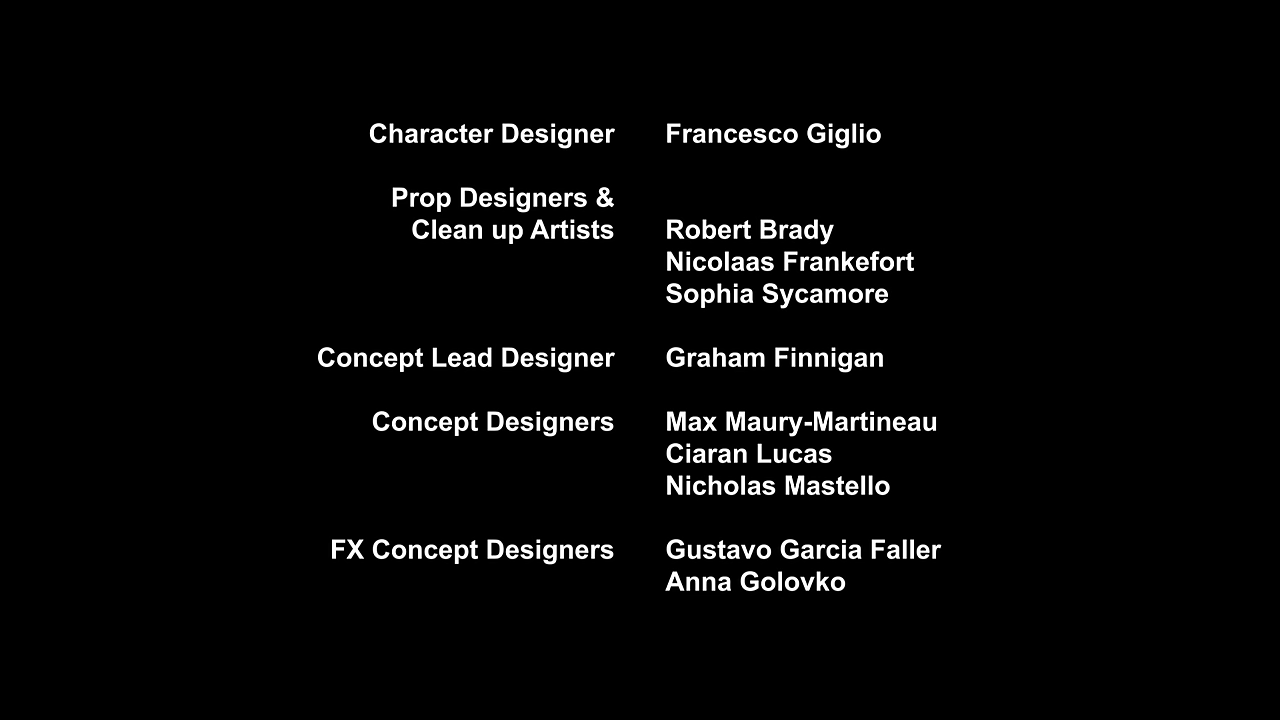 Character Designer Francesco Giglio
Prop Designers &
Clean up Artists Robert Brady
Nicolaas Frankefort
Sophia Sycamore
Concept Lead Designer Graham Finnigan
Concept Designers Max Maury-Martineau
Ciaran Lucas
Nicholas Mastello
FX Concept Designers Gustavo Garcia Faller
Anna Golovko